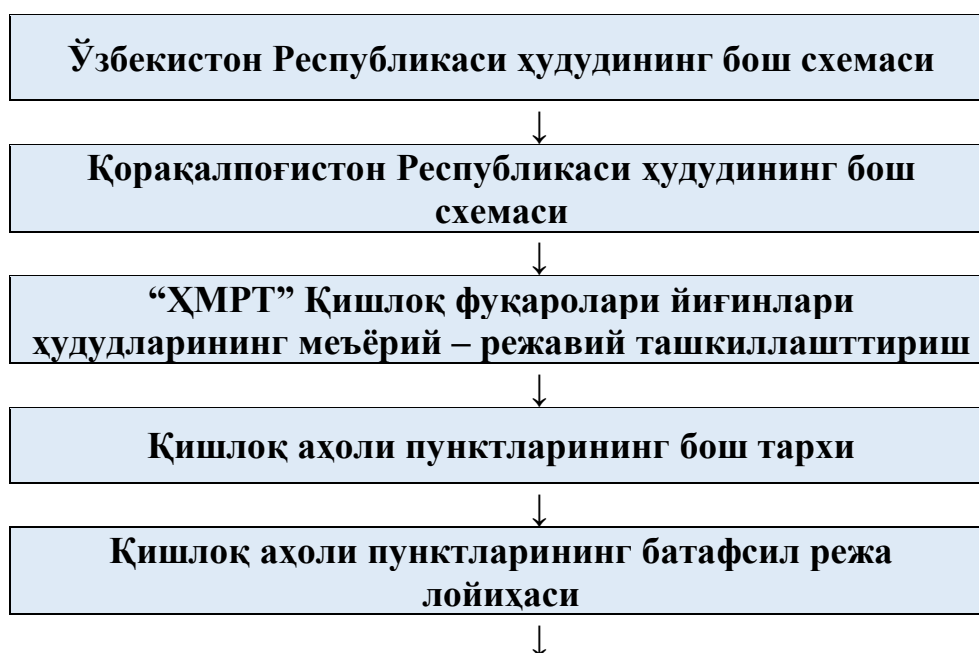 Ўзбекистон Республикаси ҳудудининг бош схемаси
↓
Қорақалпоғистон Республикаси ҳудудининг бош
схемаси
↓
“ҲМРТ” Қишлоқ фуқаролари йиғинлари
ҳудудларининг меъёрий – режавий ташкиллашттириш
↓
Қишлоқ аҳоли пунктларининг бош тархи
↓
Қишлоқ аҳоли пунктларининг батафсил режа
лойиҳаси
↓